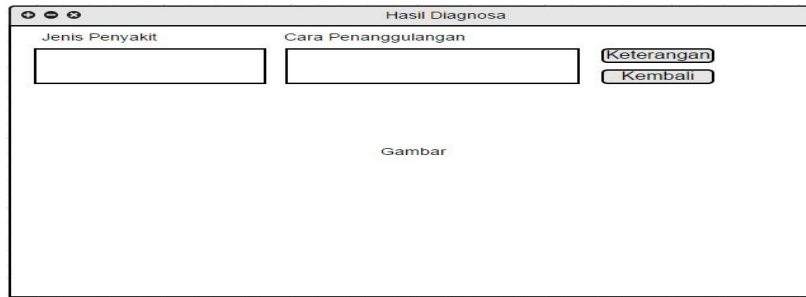 Hasil Diagnosa
Jenis Penyakit
Cara Penanggulangan
Keterangan
Kembali
Gambar